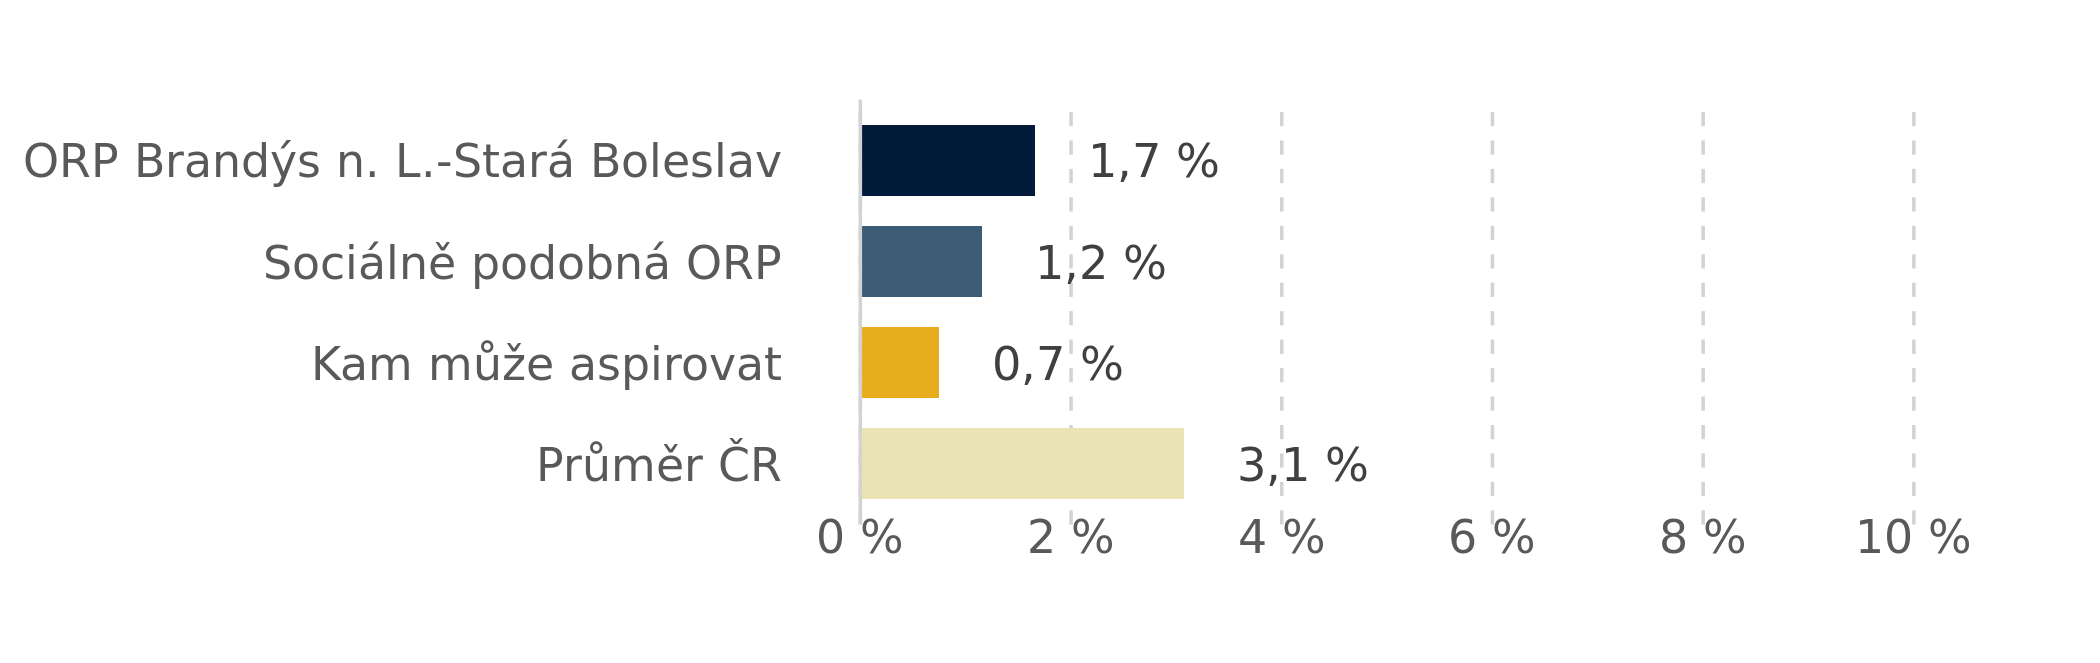 ORP Brandýs n. L.-Stará Boleslav 1,7 %
Sociálně podobná ORP 1,2 %
Kam může aspirovat 0,7 %
Průměr ČR 3,1 %
0 % 2 % 4 % 6 % 8 % 10 %